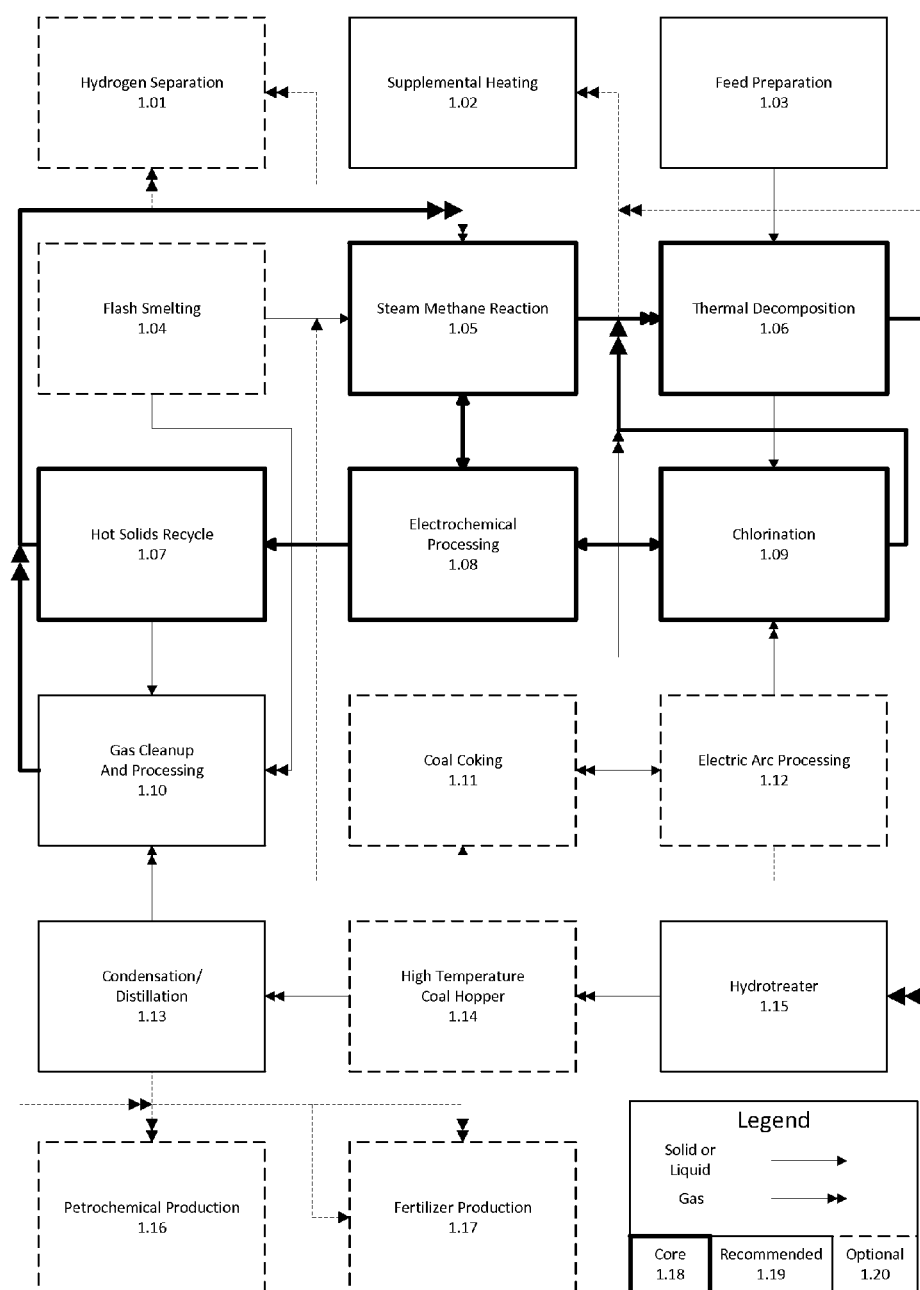 Hydrogen Separation
1.01
Supplemental Heating
1.02
Feed Preparation
1.03
Flash Smelting
1.04
Steam Methane Reaction
1.05
Thermal Decomposition
1.06
Hot Solids Recycle
1.07
Electrochemical
Processing
1.08
Chlorination
1.09
Gas Cleanup
And Processing
1.10
Coal Coking
1.11
Electric Arc Processing
1.12
Condensation/
Distillation
1.13
High Temperature
Coal Hopper
1.14
Hydrotreater
1.15
Petrochemical Production
1.16
Fertilizer Production
1.17
Legend
Solid or
Liquid
Gas
Core
1.18
Recommended
1.19
Optional
1.20